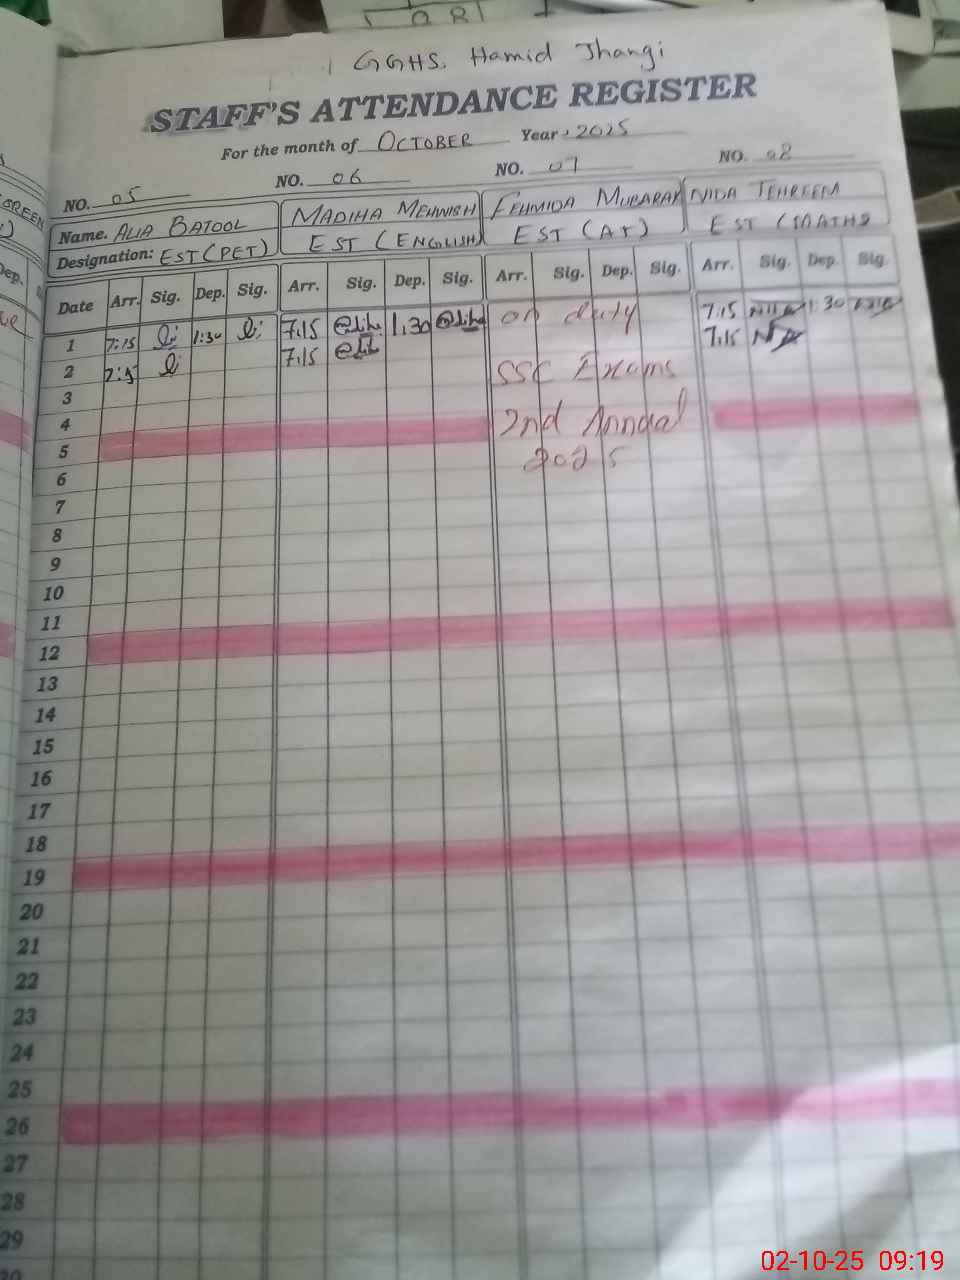 GGHS. Hamid Jhangi
STAFF'S ATTENDANCE REGISTER
For the month of OCTOBER Year 2025
NO. 05 NO. 06 NO. 07 NO. 08
Name. ALIA BATOOL MADIHA MEHWISH FEHMIDA MUBARAK NIDA TEHREEM
Designation: EST (PET) EST (ENGLISH) EST (AT) EST (MATHS)
Date Arr. Sig. Dep. Sig. Arr. Sig. Dep. Sig. Arr. Sig. Dep. Sig. Arr. Sig. Dep. Sig.
1 7:15 1:30 7:15 1:30 on duty 7:15 1:30
2 7:15 7:15 7:15
3 SSC Exams
4 2nd Annual
5 2025
6
7
8
9
10
11
12
13
14
15
16
17
18
19
20
21
22
23
24
25
26
27
28
29
30
02-10-25 09:19